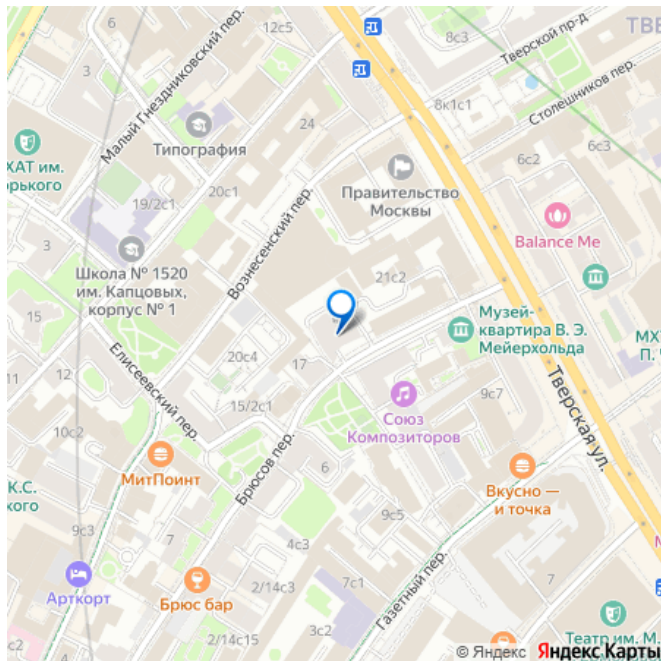 12с5
8с3
ТВЕ
Тверской пр-д
Столешников пер.
Малый Гнездниковский пер.
3
Типография
24
8к1с1
6с2
6с3
ХАТ им.
орького
20с1
19/2с1
Правительство
Москвы
Вознесенский пер.
Balance Me
3
Школа № 1520
им. Капцовых,
корпус № 1
21с2
Музей-
квартира В. Э.
Мейерхольда
МХ
П.
15
Елисеевский пер.
20с4
17
11
12
15/2с1
Союз
Композиторов
9с7
Тверская ул.
10с2
МитПоинт
Брюсов пер.
6
Вкусно —
и точка
К.С.
ского
9с3
7
9с5
4с3
Газетный пер.
Арткорт
Брюс бар
2/14с3
7с1
7
2/14с15
3с2
Театр им. М.
© Яндекс Яндекс Карты